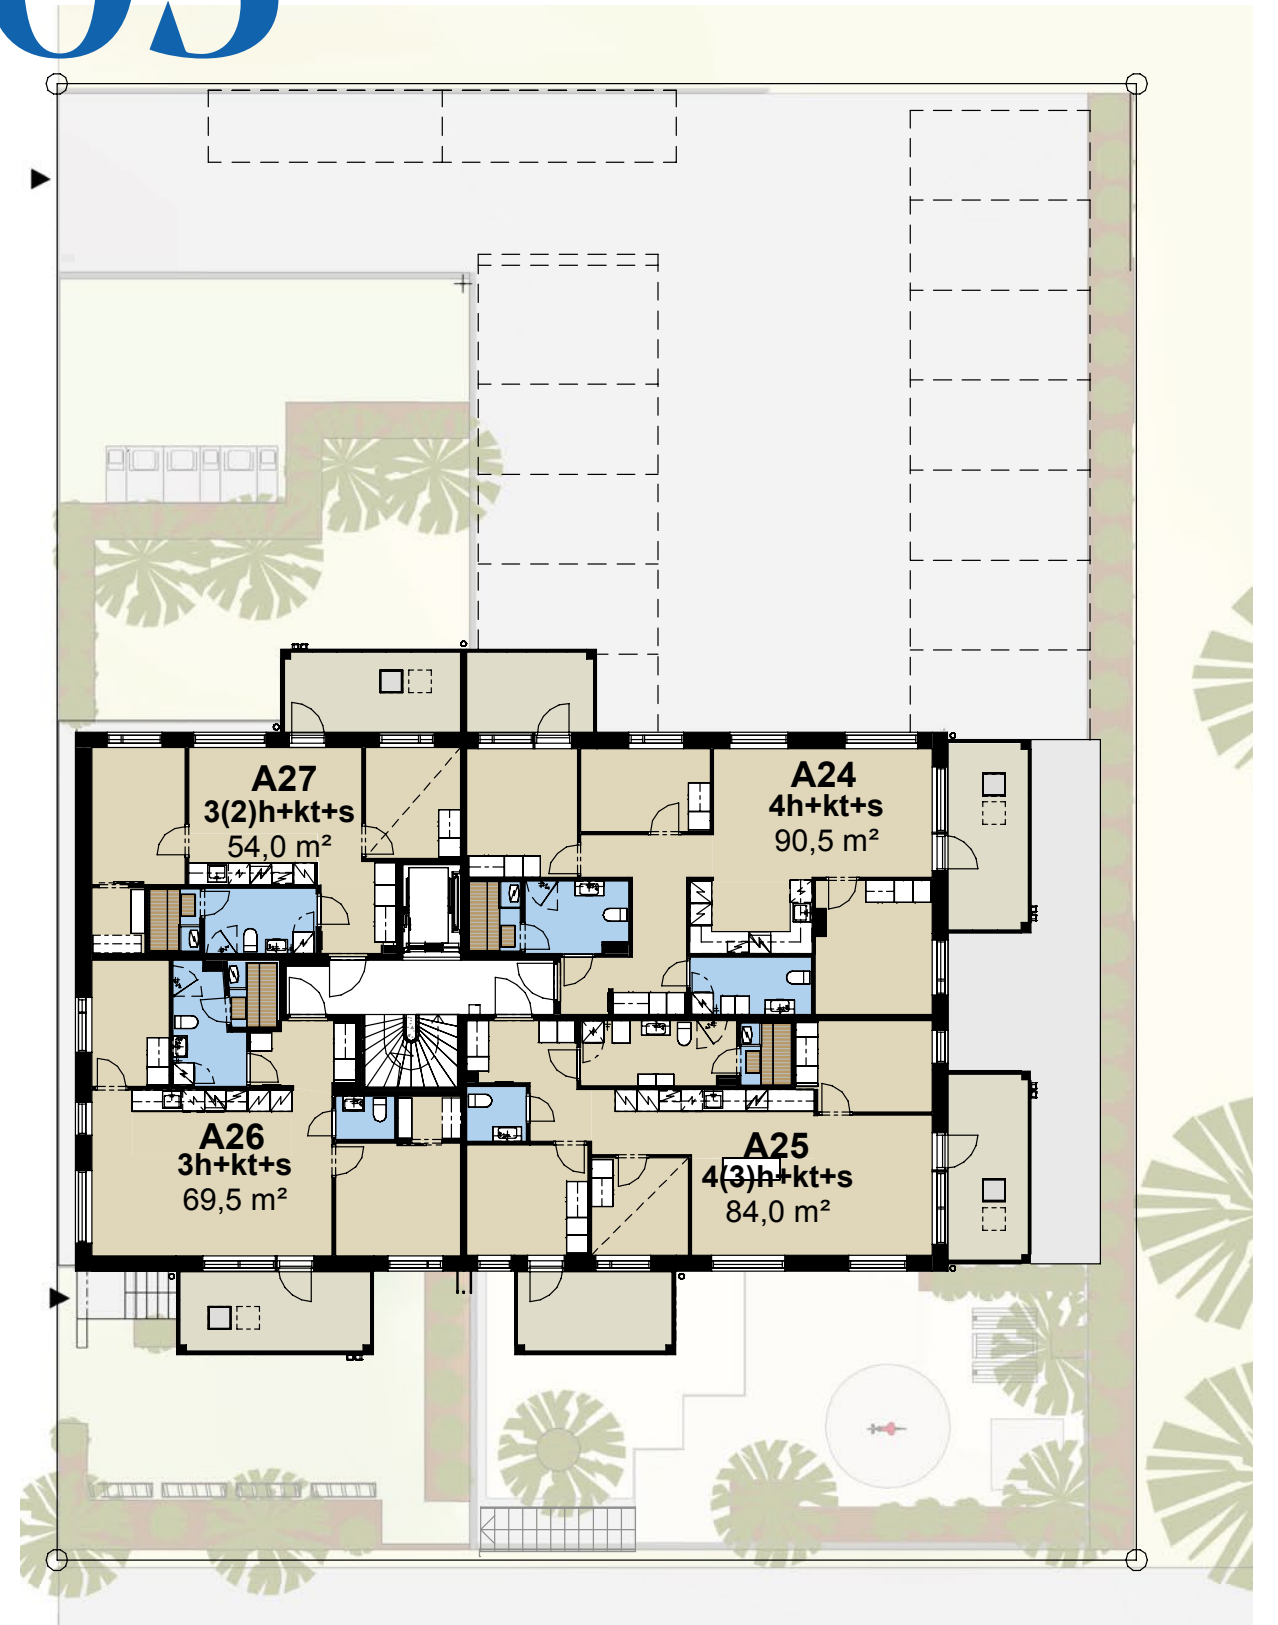 A27
3(2)h+kt+s
54,0 m²
A24
4h+kt+s
90,5 m²
A26
3h+kt+s
69,5 m²
A25
4(3)h+kt+s
84,0 m²